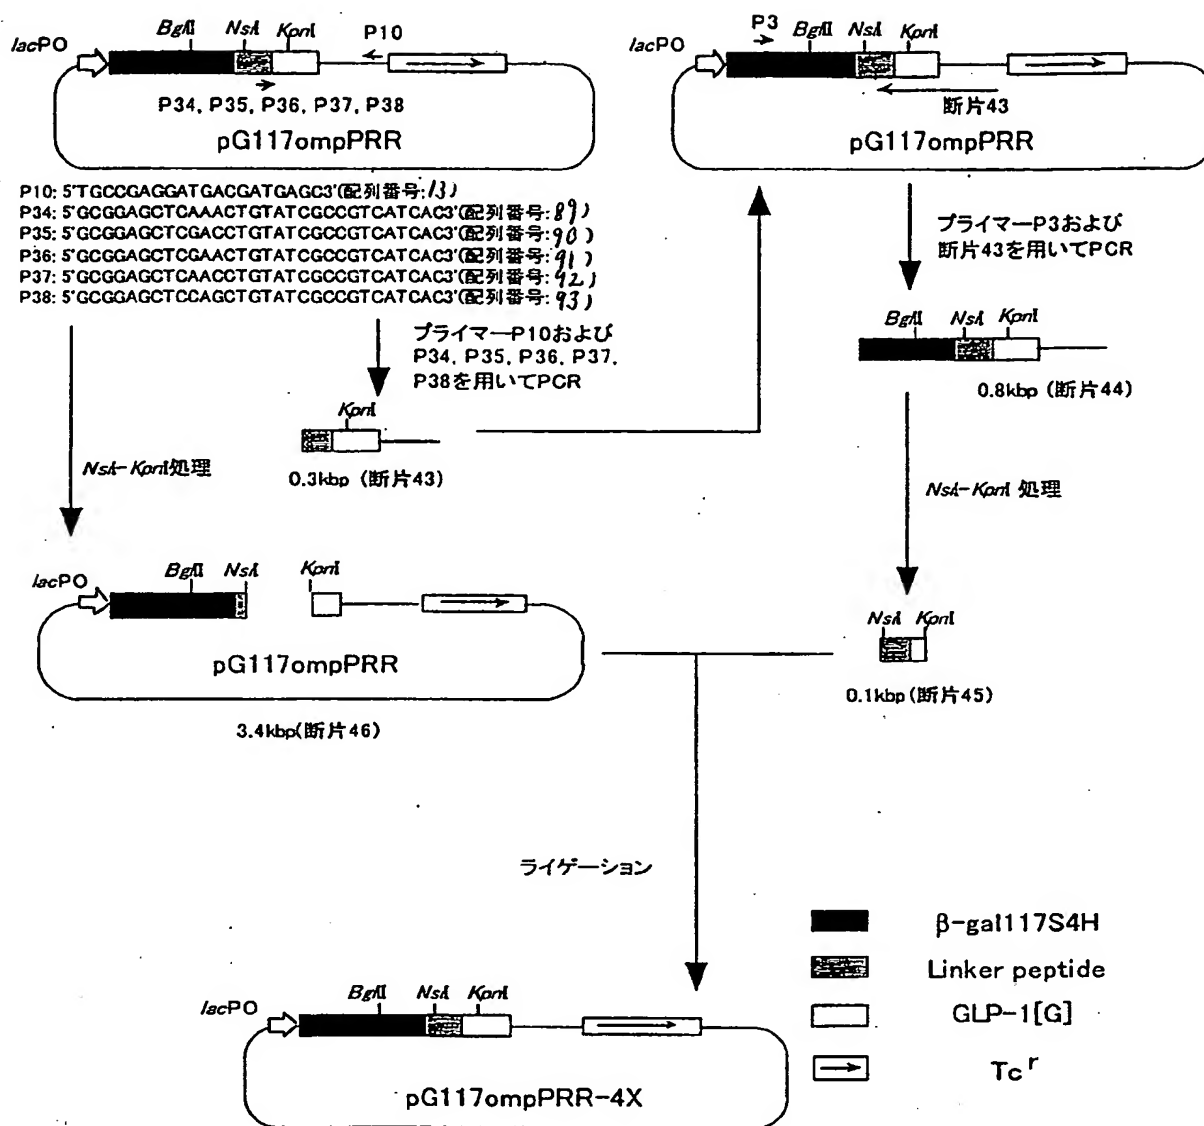 lacPO
BglII
NsiI
KpnI
P10
P34, P35, P36, P37, P38
pG117ompPRR
P10: 5'TGCCGAGGATGACGATGAGC3'(配列番号:13)
P34: 5'GCGGAGCTCAAACTGTATCGCCGTCATCAC3'(配列番号:89)
P35: 5'GCGGAGCTCGACCTGTATCGCCGTCATCAC3'(配列番号:90)
P36: 5'GCGGAGCTCGAACTGTATCGCCGTCATCAC3'(配列番号:91)
P37: 5'GCGGAGCTCAACCTGTATCGCCGTCATCAC3'(配列番号:92)
P38: 5'GCGGAGCTCCAGCTGTATCGCCGTCATCAC3'(配列番号:93)
lacPO
P3
BglII
NsiI
KpnI
断片43
pG117ompPRR
プライマーP10および
P34, P35, P36, P37,
P38を用いてPCR
KpnI
0.3kbp (断片43)
プライマーP3および
断片43を用いてPCR
BglII
NsiI
KpnI
0.8kbp (断片44)
NsiI-KpnI処理
NsiI-KpnI 処理
lacPO
BglII
NsiI
KpnI
pG117ompPRR
3.4kbp(断片46)
NsiI
KpnI
0.1kbp (断片45)
ライゲーション
lacPO
BglII
NsiI
KpnI
pG117ompPRR-4X
β-gal117S4H
Linker peptide
GLP-1[G]
Tc r